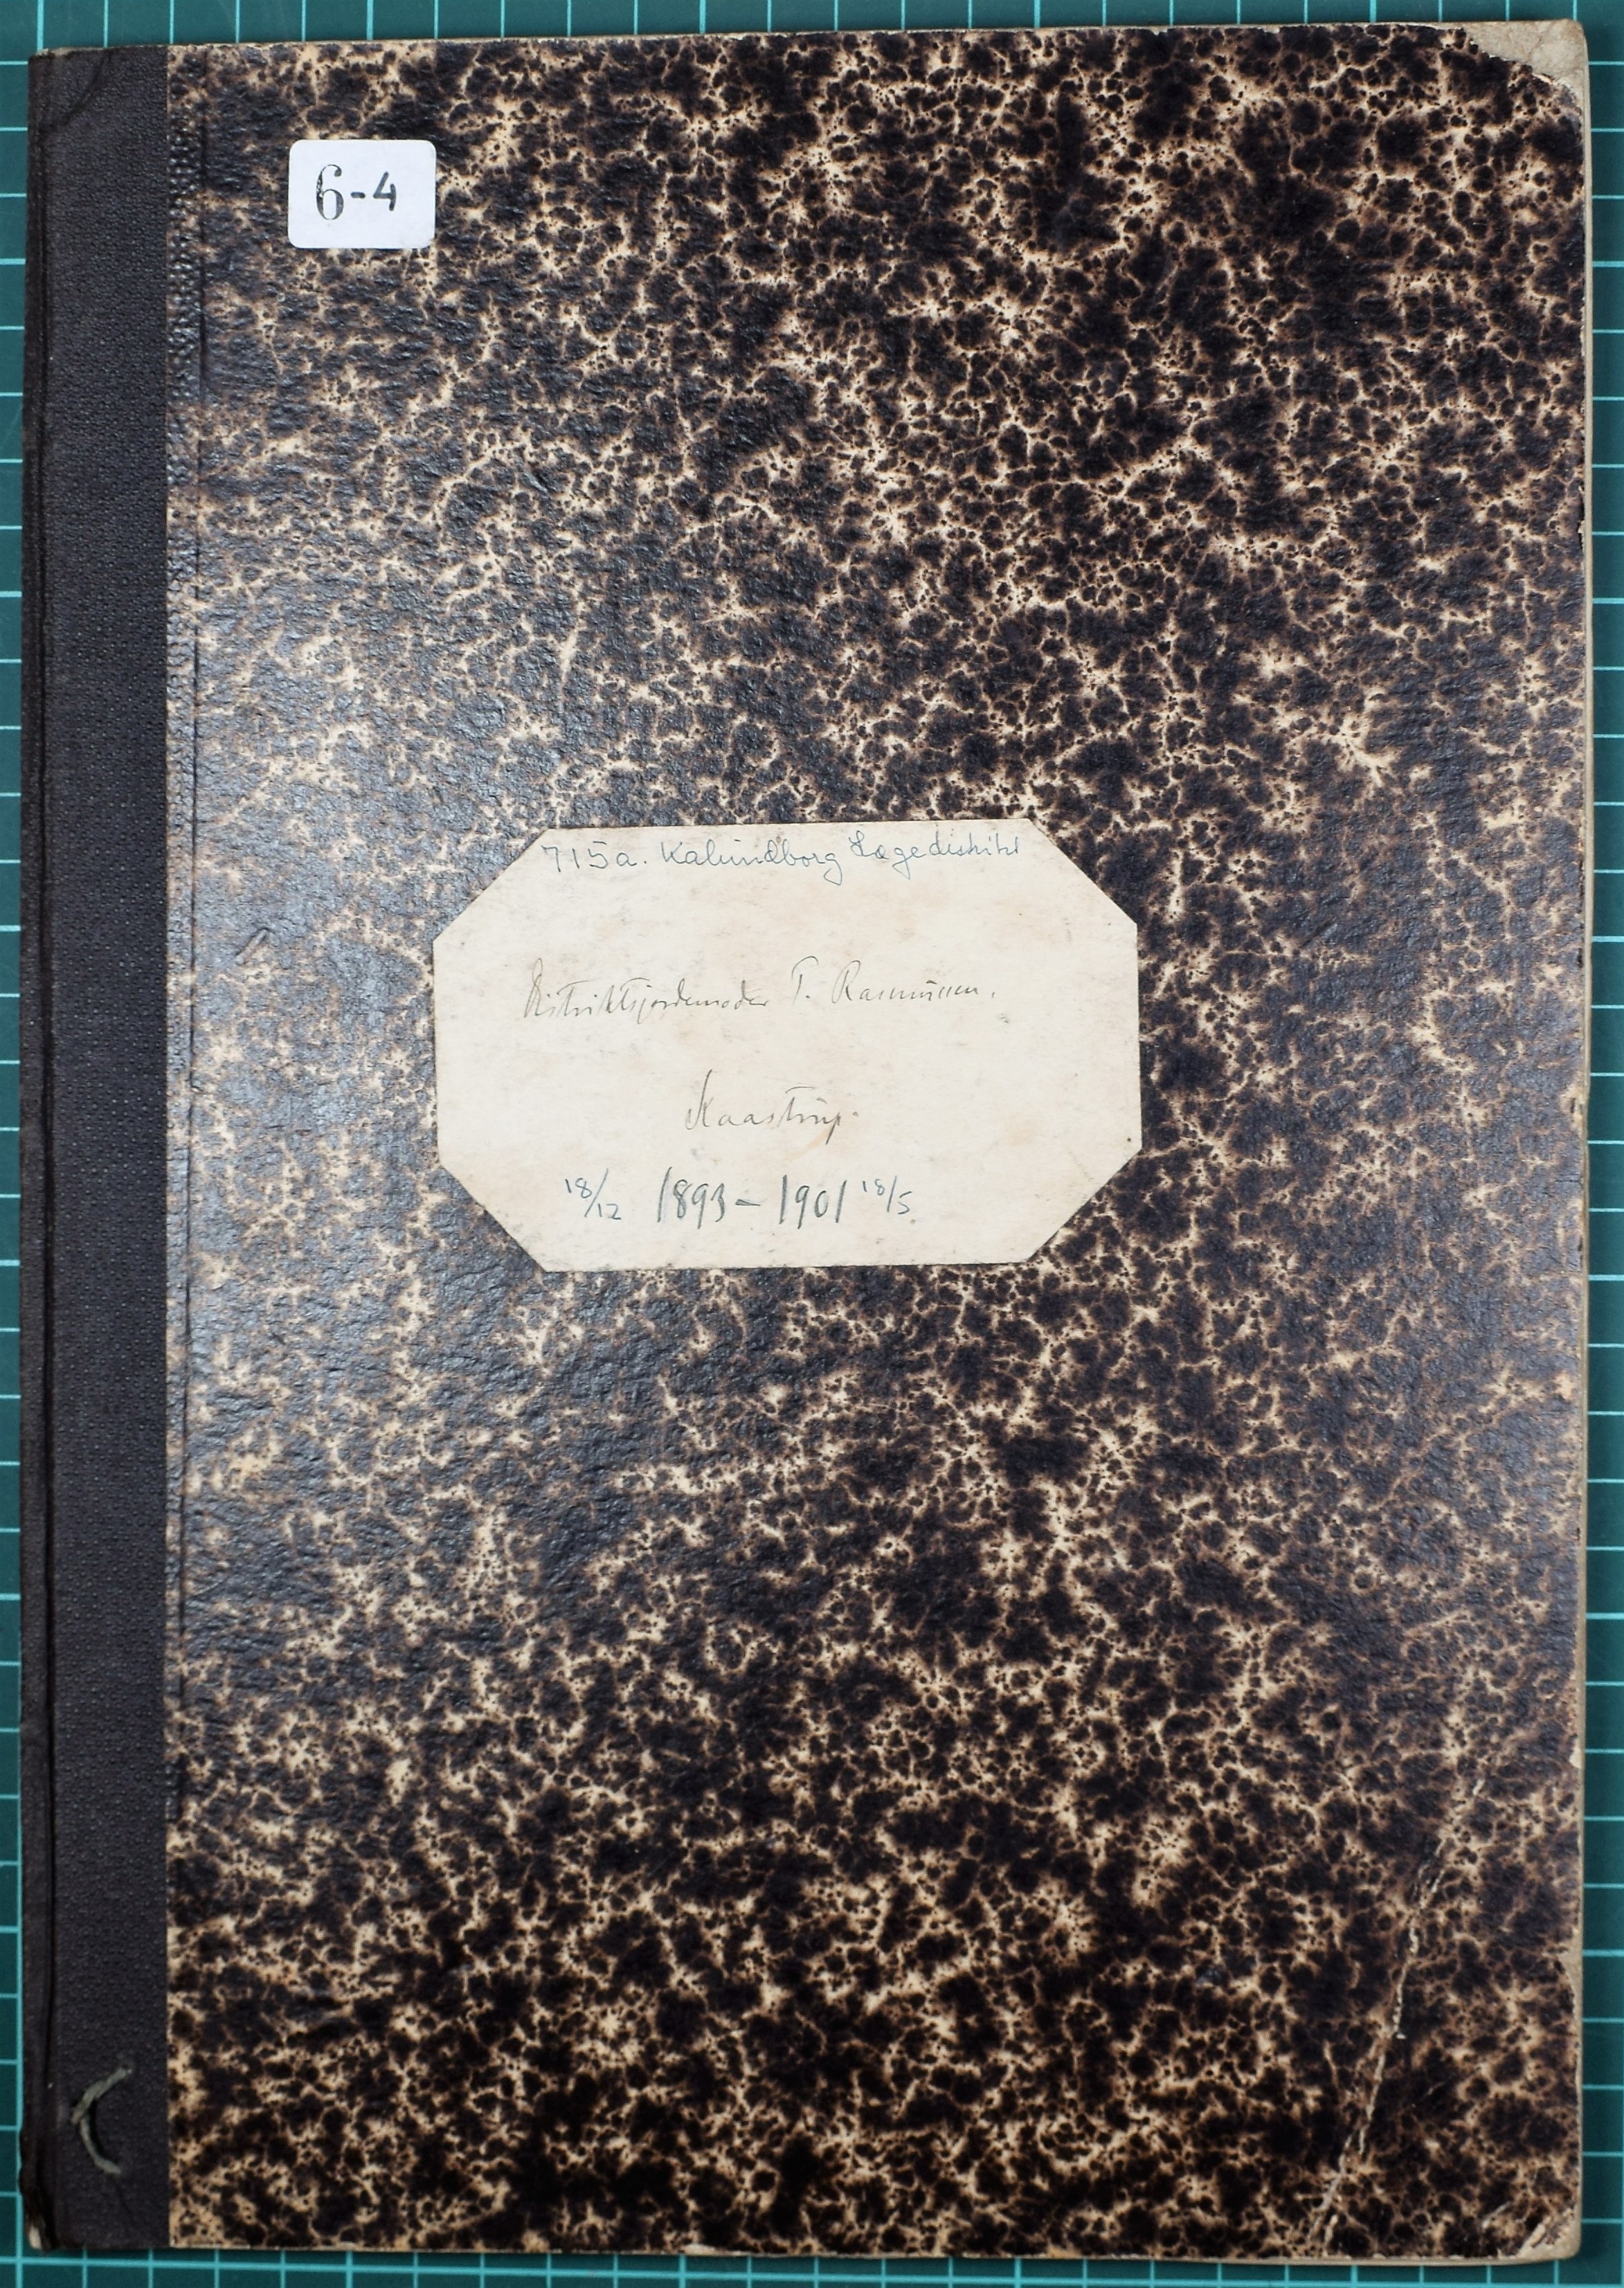 6-4
715a. Kalundborg Lægedistrikt
Distriktsjordemoder T. Rasmussen.
Kaastrup.
18/12 1893 - 1901 18/5